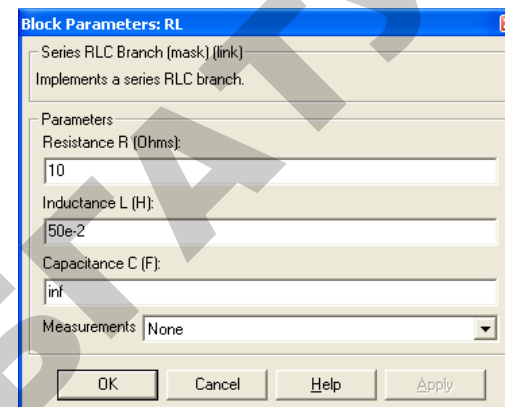 Block Parameters: RL
Series RLC Branch (mask) (link)
Implements a series RLC branch.
Parameters
Resistance R (Ohms):
10
Inductance L (H):
50e-2
Capacitance C (F):
inf
Measurements None
OK Cancel Help Apply
БГАТУ